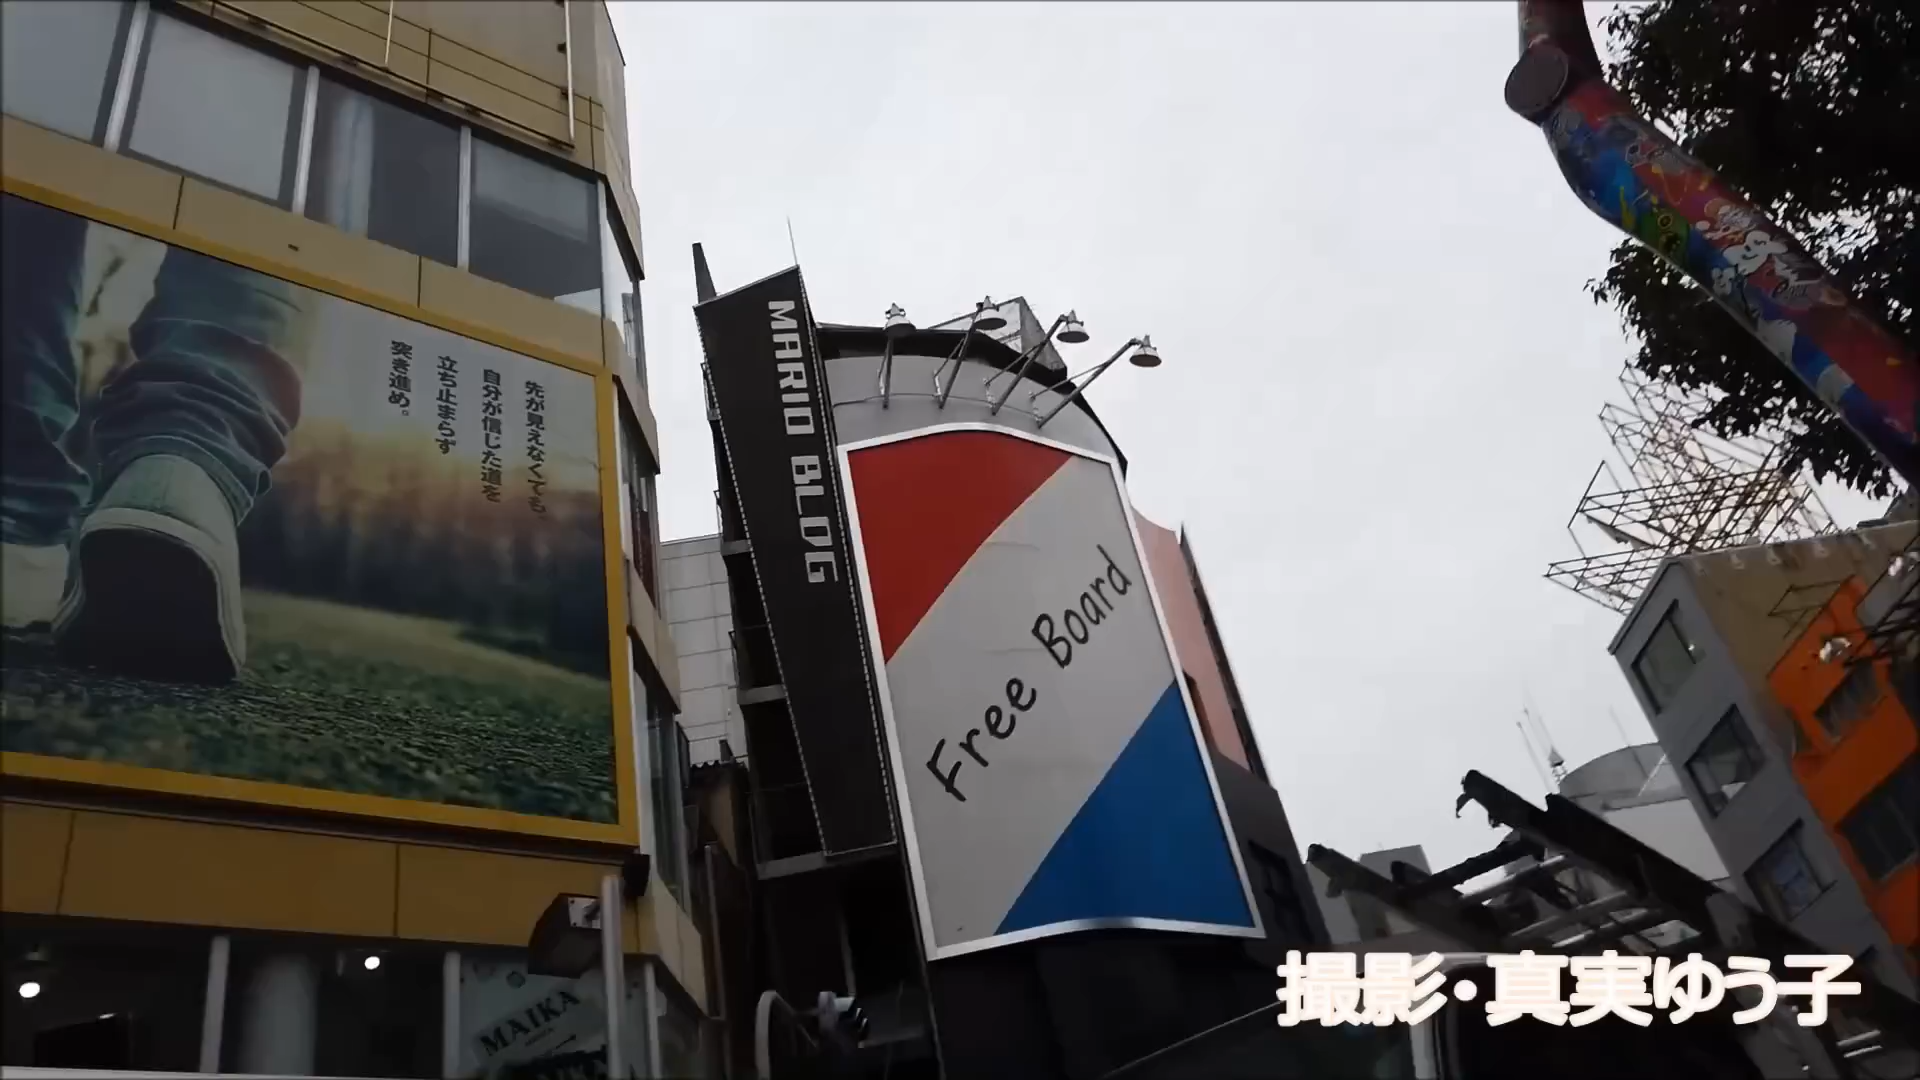 先が見えなくても、
自分が信じた道を
立ち止まらず
突き進め。
MARIO BLDG
Free Board
MAIKA
撮影・真実ゆう子